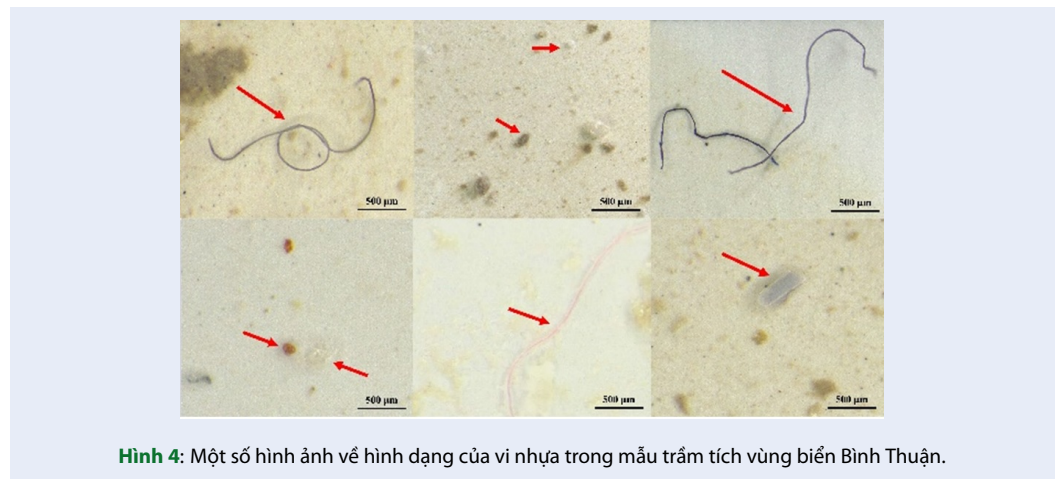 500 µm
500 µm
500 µm
500 µm
500 µm
500 µm
Hình 4: Một số hình ảnh về hình dạng của vi nhựa trong mẫu trầm tích vùng biển Bình Thuận.